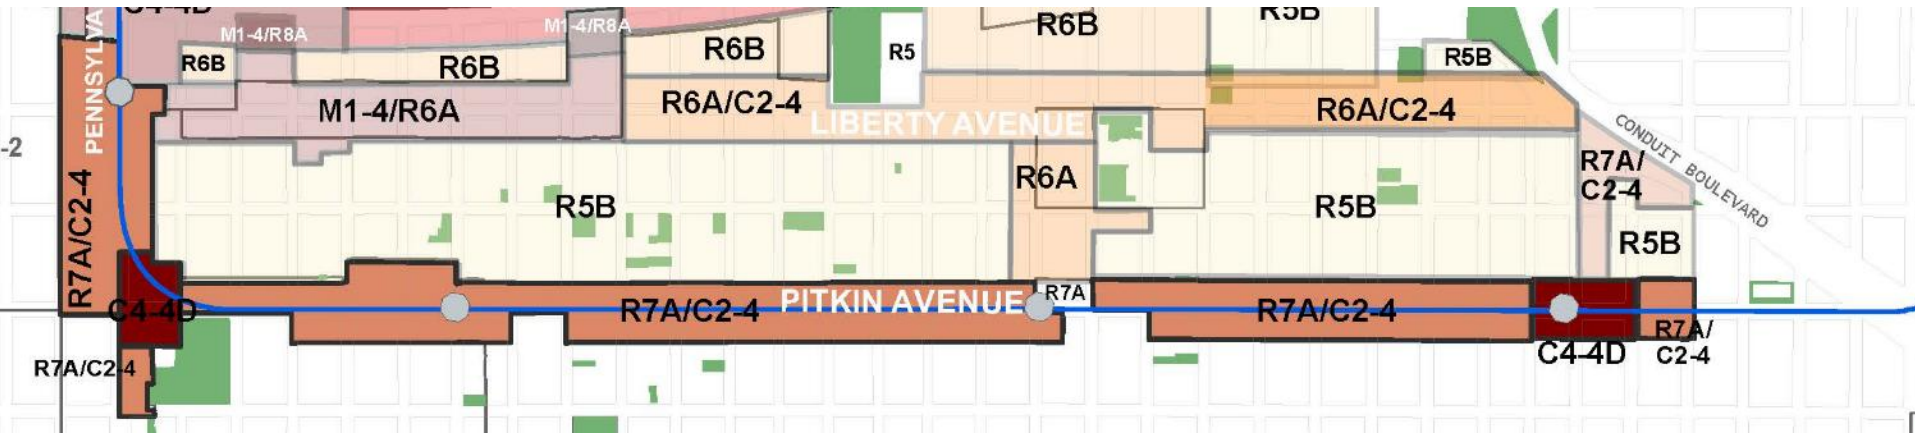 C4-4D
M1-4/R8A
M1-4/R8A
R6B
R5B
R6B
R6B
R6B
R5
R5B
PENNSYLVA
M1-4/R6A
R6A/C2-4
R6A/C2-4
LIBERTY AVENUE
CONDUIT BOULEVARD
-2
R7A/C2-4
R5B
R6A
R5B
R7A/
C2-4
R5B
C4-4D
R7A/C2-4
PITKIN AVENUE
R7A
R7A/C2-4
C4-4D
R7A/
C2-4
R7A/C2-4